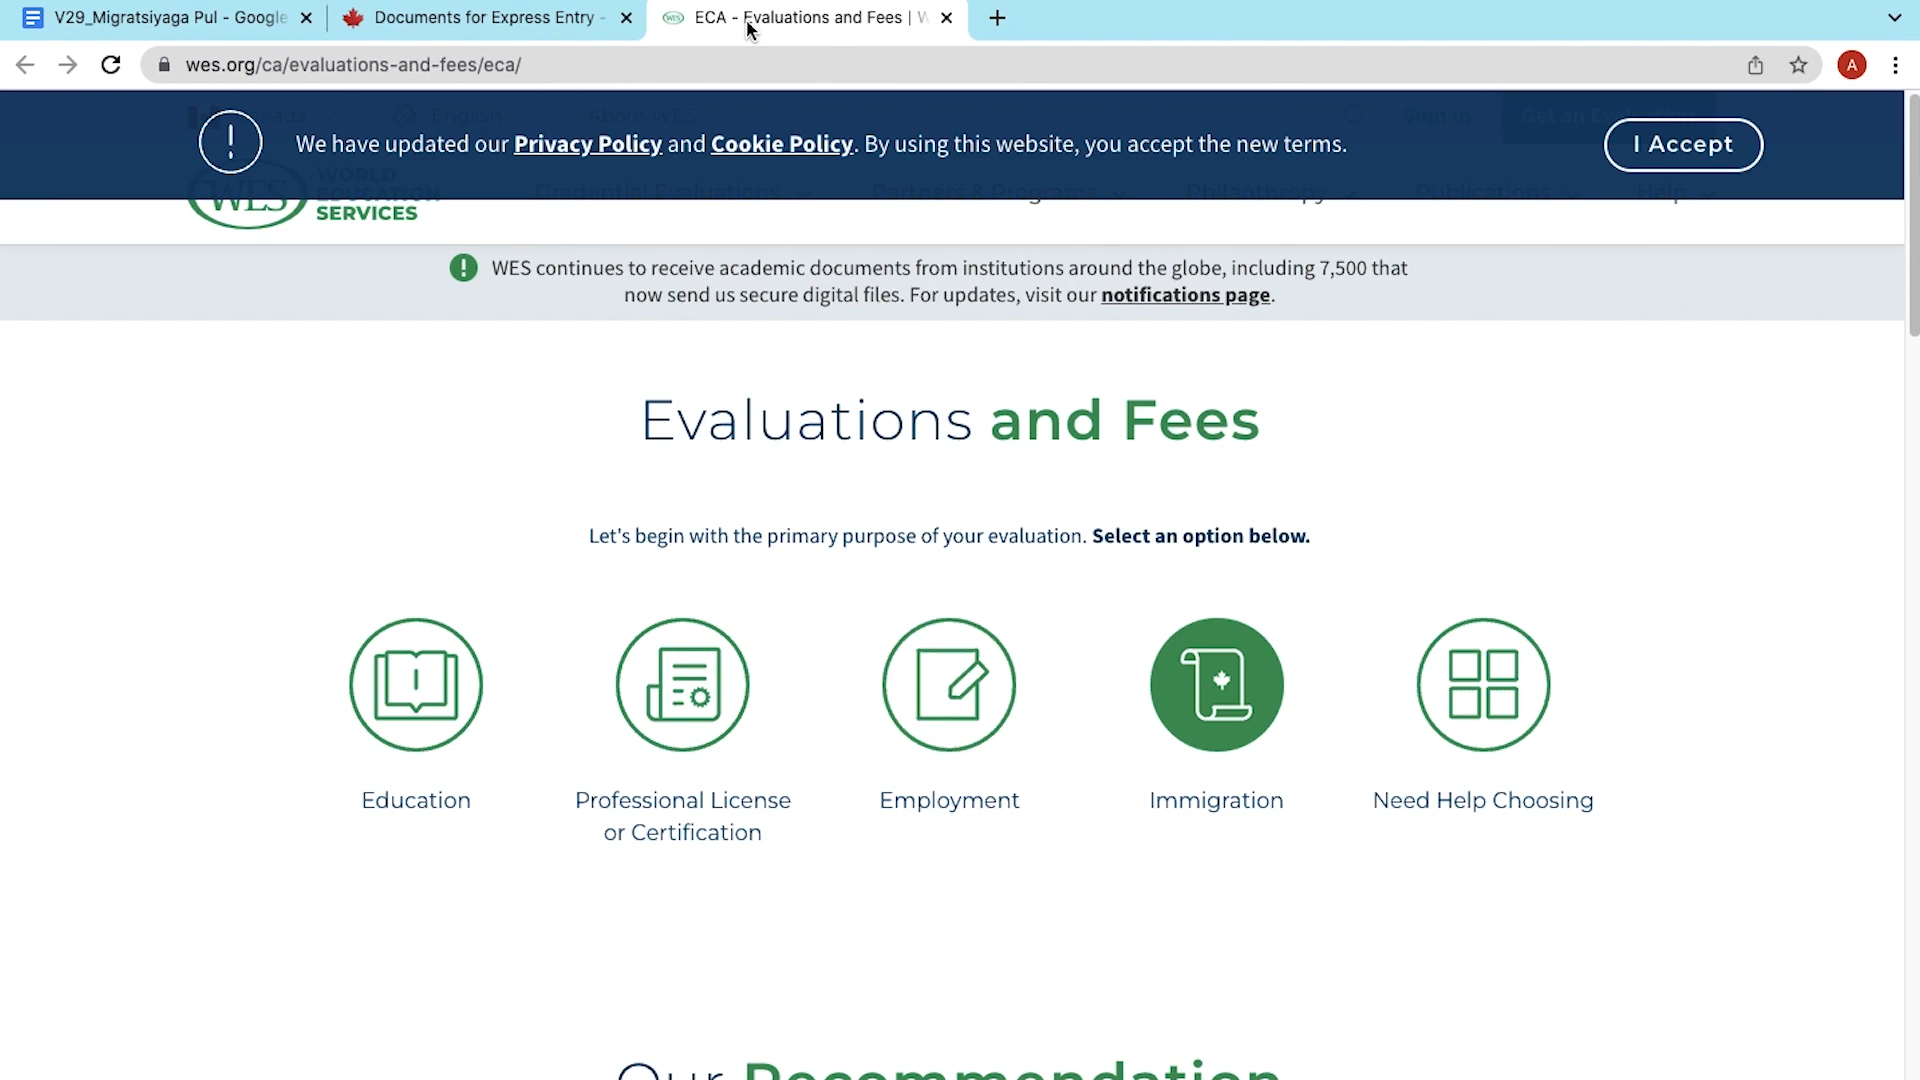 V29_Migratsiyaga Pul - Google
Documents for Express Entry -
ECA - Evaluations and Fees | W
wes.org/ca/evaluations-and-fees/eca/
A
English
About WES
Sign In
We have updated our Privacy Policy and Cookie Policy. By using this website, you accept the new terms.
I Accept
WES
WORLD
EDUCATION
SERVICES
Credential Evaluations
Partners & Programs
Philanthropy
Publications
Help
WES continues to receive academic documents from institutions around the globe, including 7,500 that
now send us secure digital files. For updates, visit our notifications page.
Evaluations and Fees
Let's begin with the primary purpose of your evaluation. Select an option below.
Education
Professional License
or Certification
Employment
Immigration
Need Help Choosing
Our Recommendation